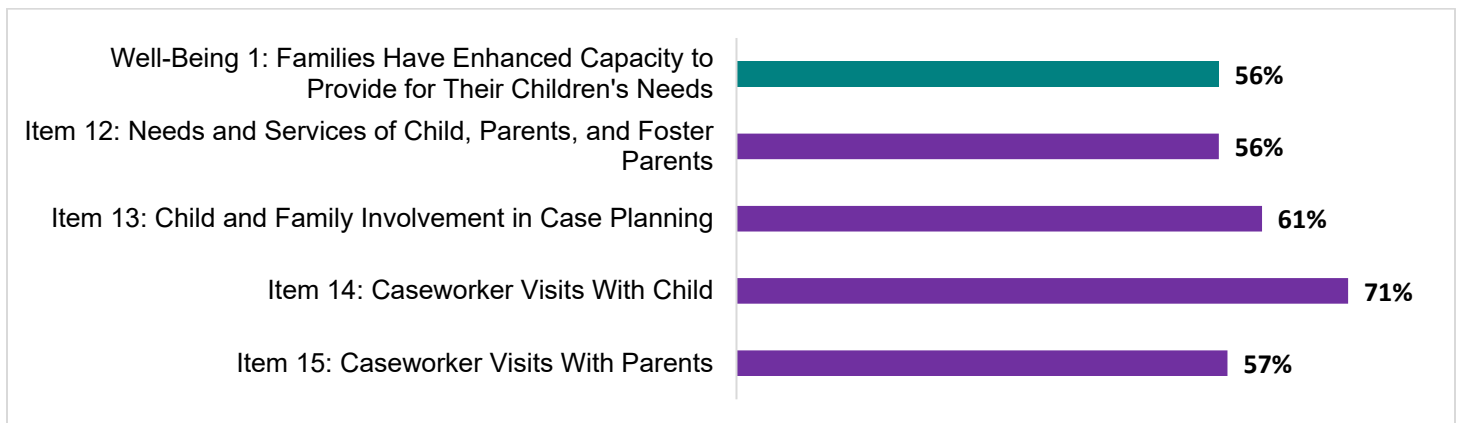 Well-Being 1: Families Have Enhanced Capacity to
Provide for Their Children's Needs
56%
Item 12: Needs and Services of Child, Parents, and Foster
Parents
56%
Item 13: Child and Family Involvement in Case Planning
61%
Item 14: Caseworker Visits With Child
71%
Item 15: Caseworker Visits With Parents
57%